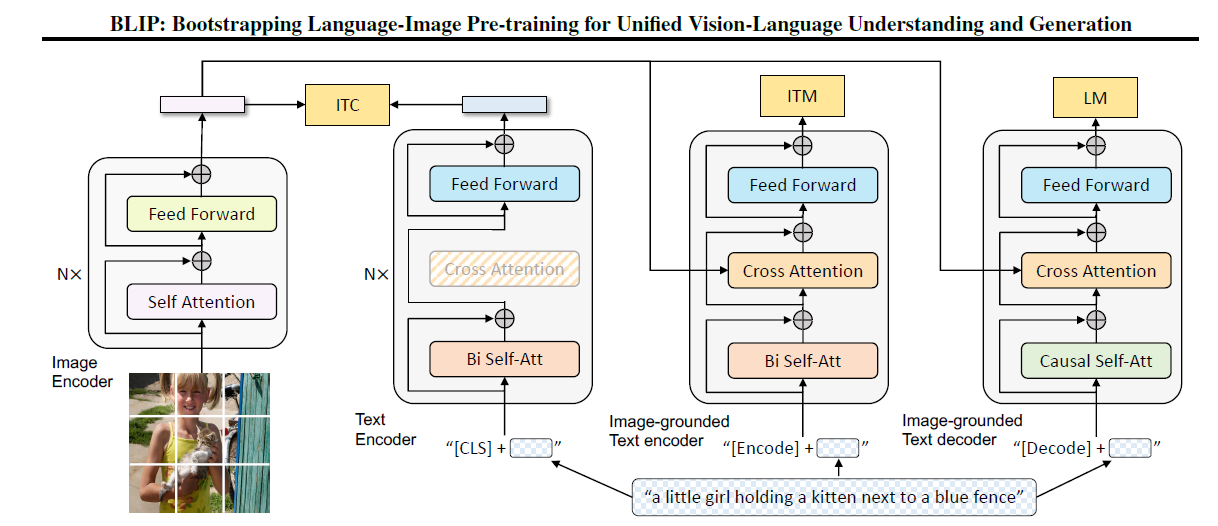 BLIP: Bootstrapping Language-Image Pre-training for Unified Vision-Language Understanding and Generation
ITC
ITM
LM
Feed Forward
Self Attention
N×
Image
Encoder
Feed Forward
Cross Attention
Bi Self-Att
N×
Text
Encoder
“[CLS] + ”
Feed Forward
Cross Attention
Bi Self-Att
Image-grounded
Text encoder
“[Encode] + ”
Feed Forward
Cross Attention
Causal Self-Att
Image-grounded
Text decoder
“[Decode] + ”
“a little girl holding a kitten next to a blue fence”